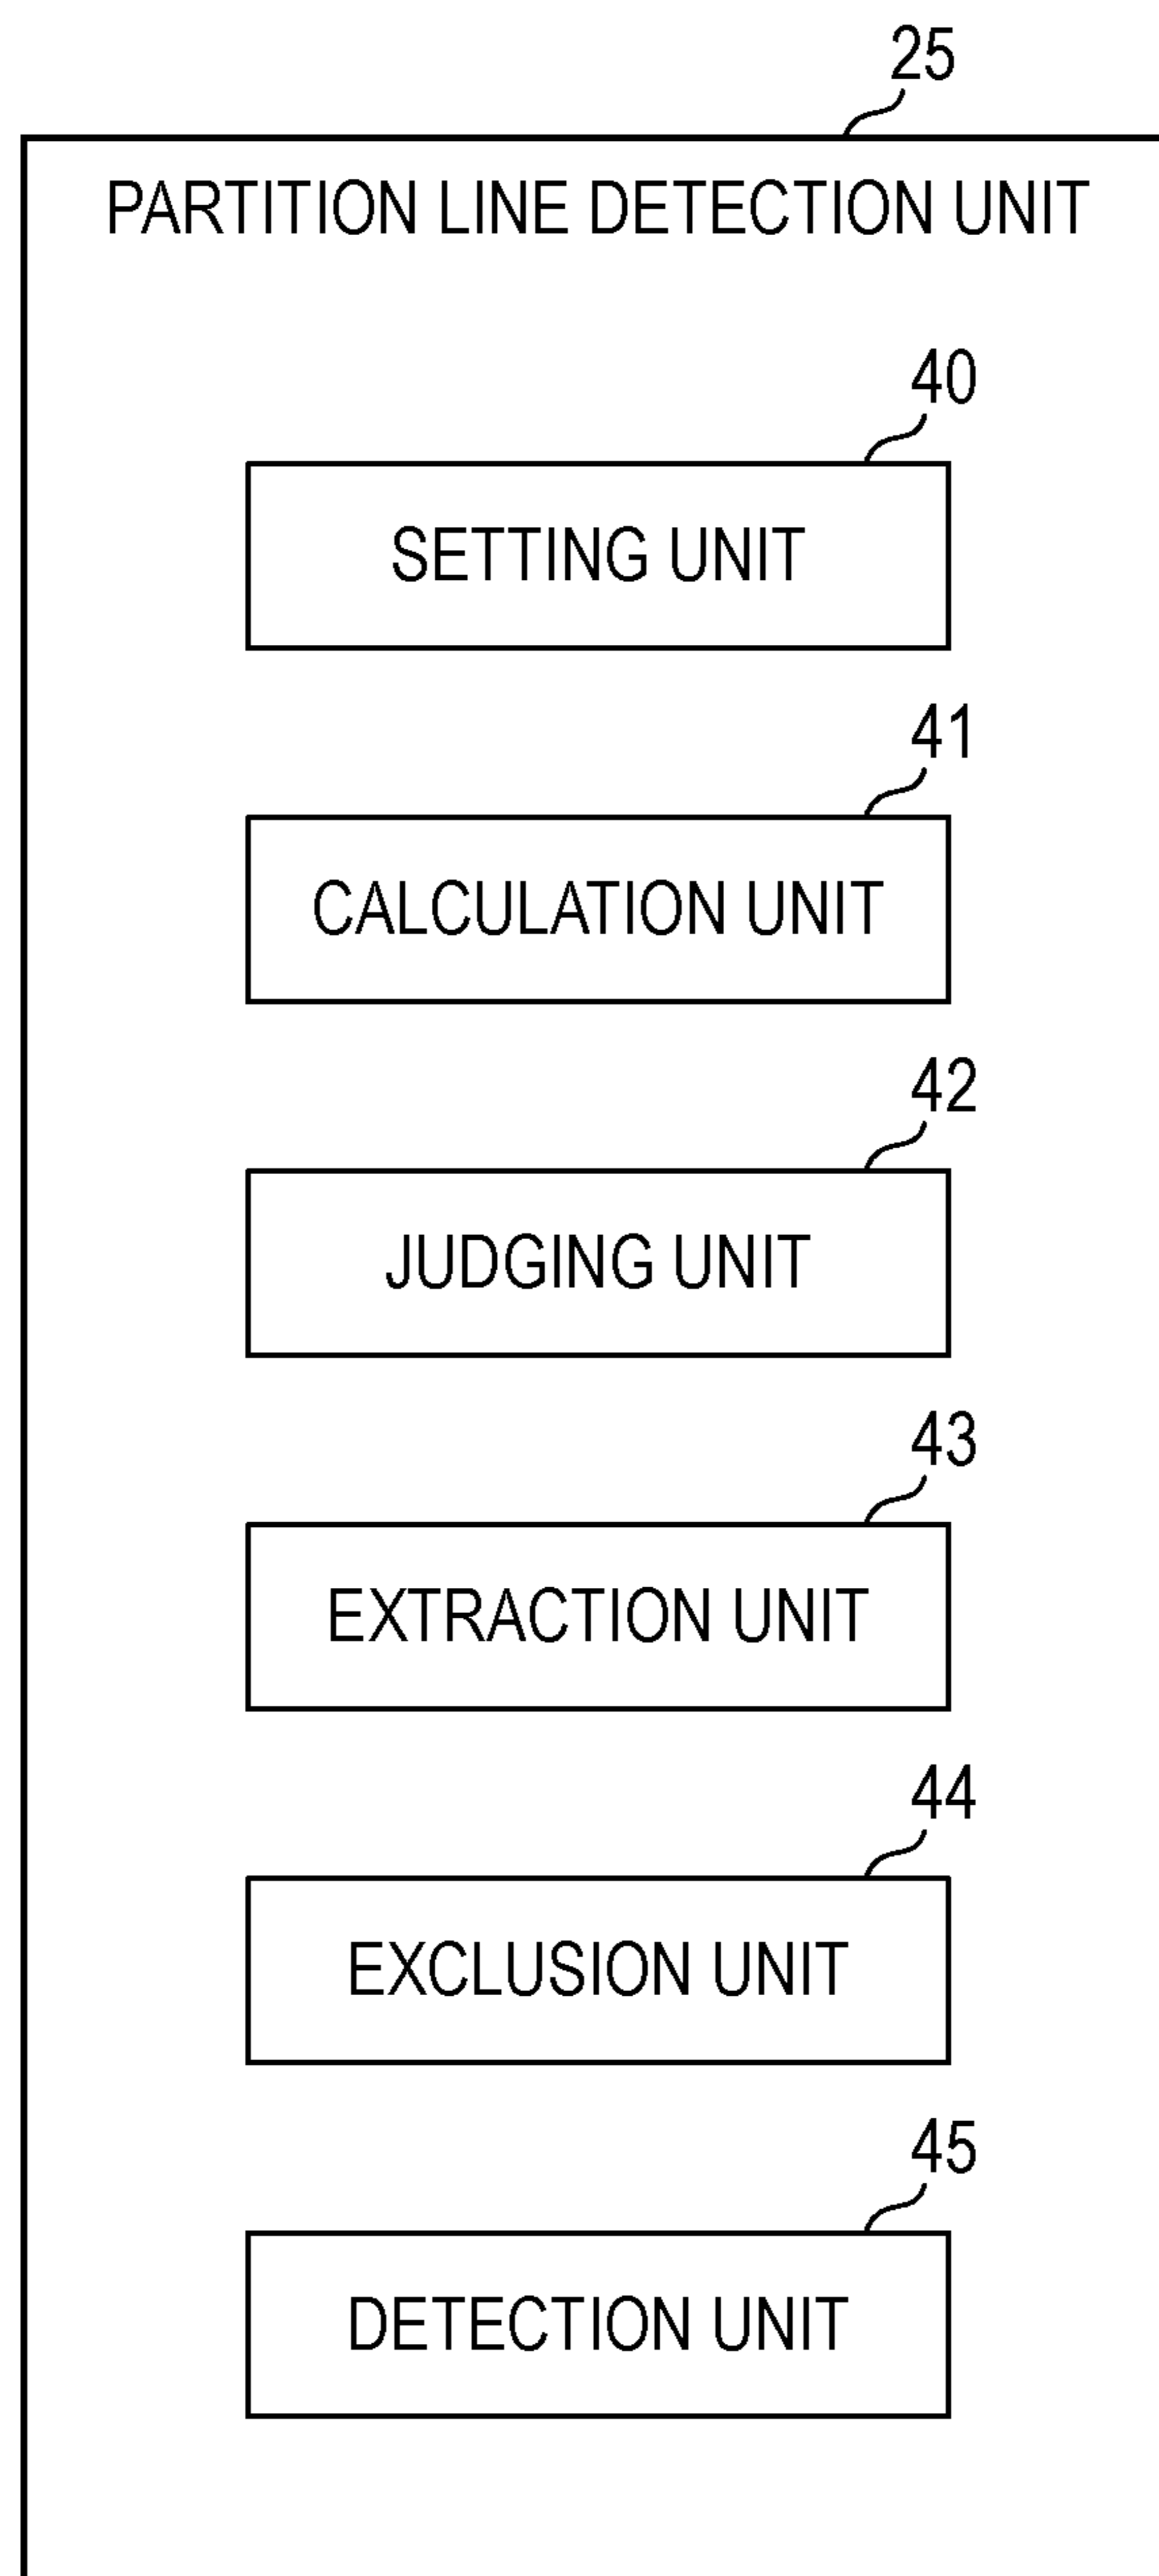 25
PARTITION LINE DETECTION UNIT
40
SETTING UNIT
41
CALCULATION UNIT
42
JUDGING UNIT
43
EXTRACTION UNIT
44
EXCLUSION UNIT
45
DETECTION UNIT